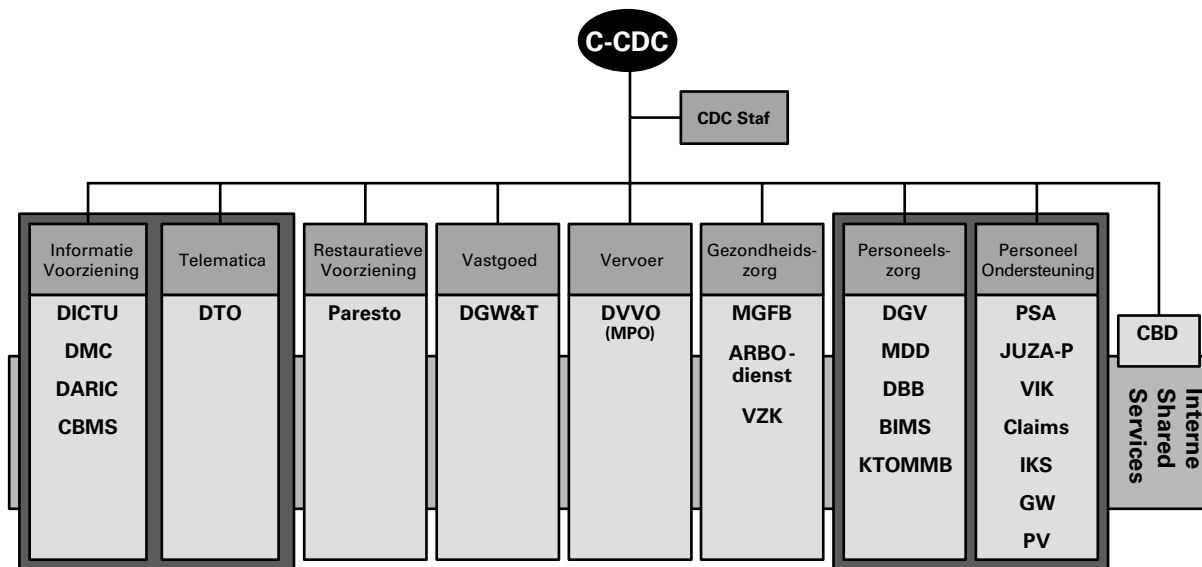 C-CDC
CDC Staf
Informatie
Voorziening
DICTU
DMC
DARIC
CBMS
Telematica
DTO
Restauratieve
Voorziening
Paresto
Vastgoed
DGW&T
Vervoer
DVVO
(MPO)
Gezondheids-
zorg
MGFB
ARBO-
dienst
VZK
Personeels-
zorg
DGV
MDD
DBB
BIMS
KTOMMB
Personeel
Ondersteuning
PSA
JUZA-P
VIK
Claims
IKS
GW
PV
CBD
Interne
Shared
Services